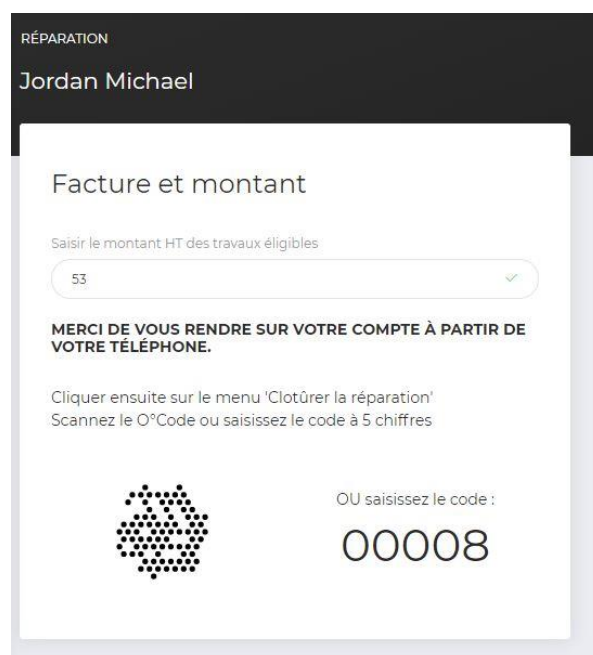 RÉPARATION
Jordan Michael
Facture et montant
Saisir le montant HT des travaux éligibles
53
MERCI DE VOUS RENDRE SUR VOTRE COMPTE À PARTIR DE
VOTRE TÉLÉPHONE.
Cliquer ensuite sur le menu 'Clotûrer la réparation'
Scannez le O°Code ou saisissez le code à 5 chiffres
OU saisissez le code :
00008